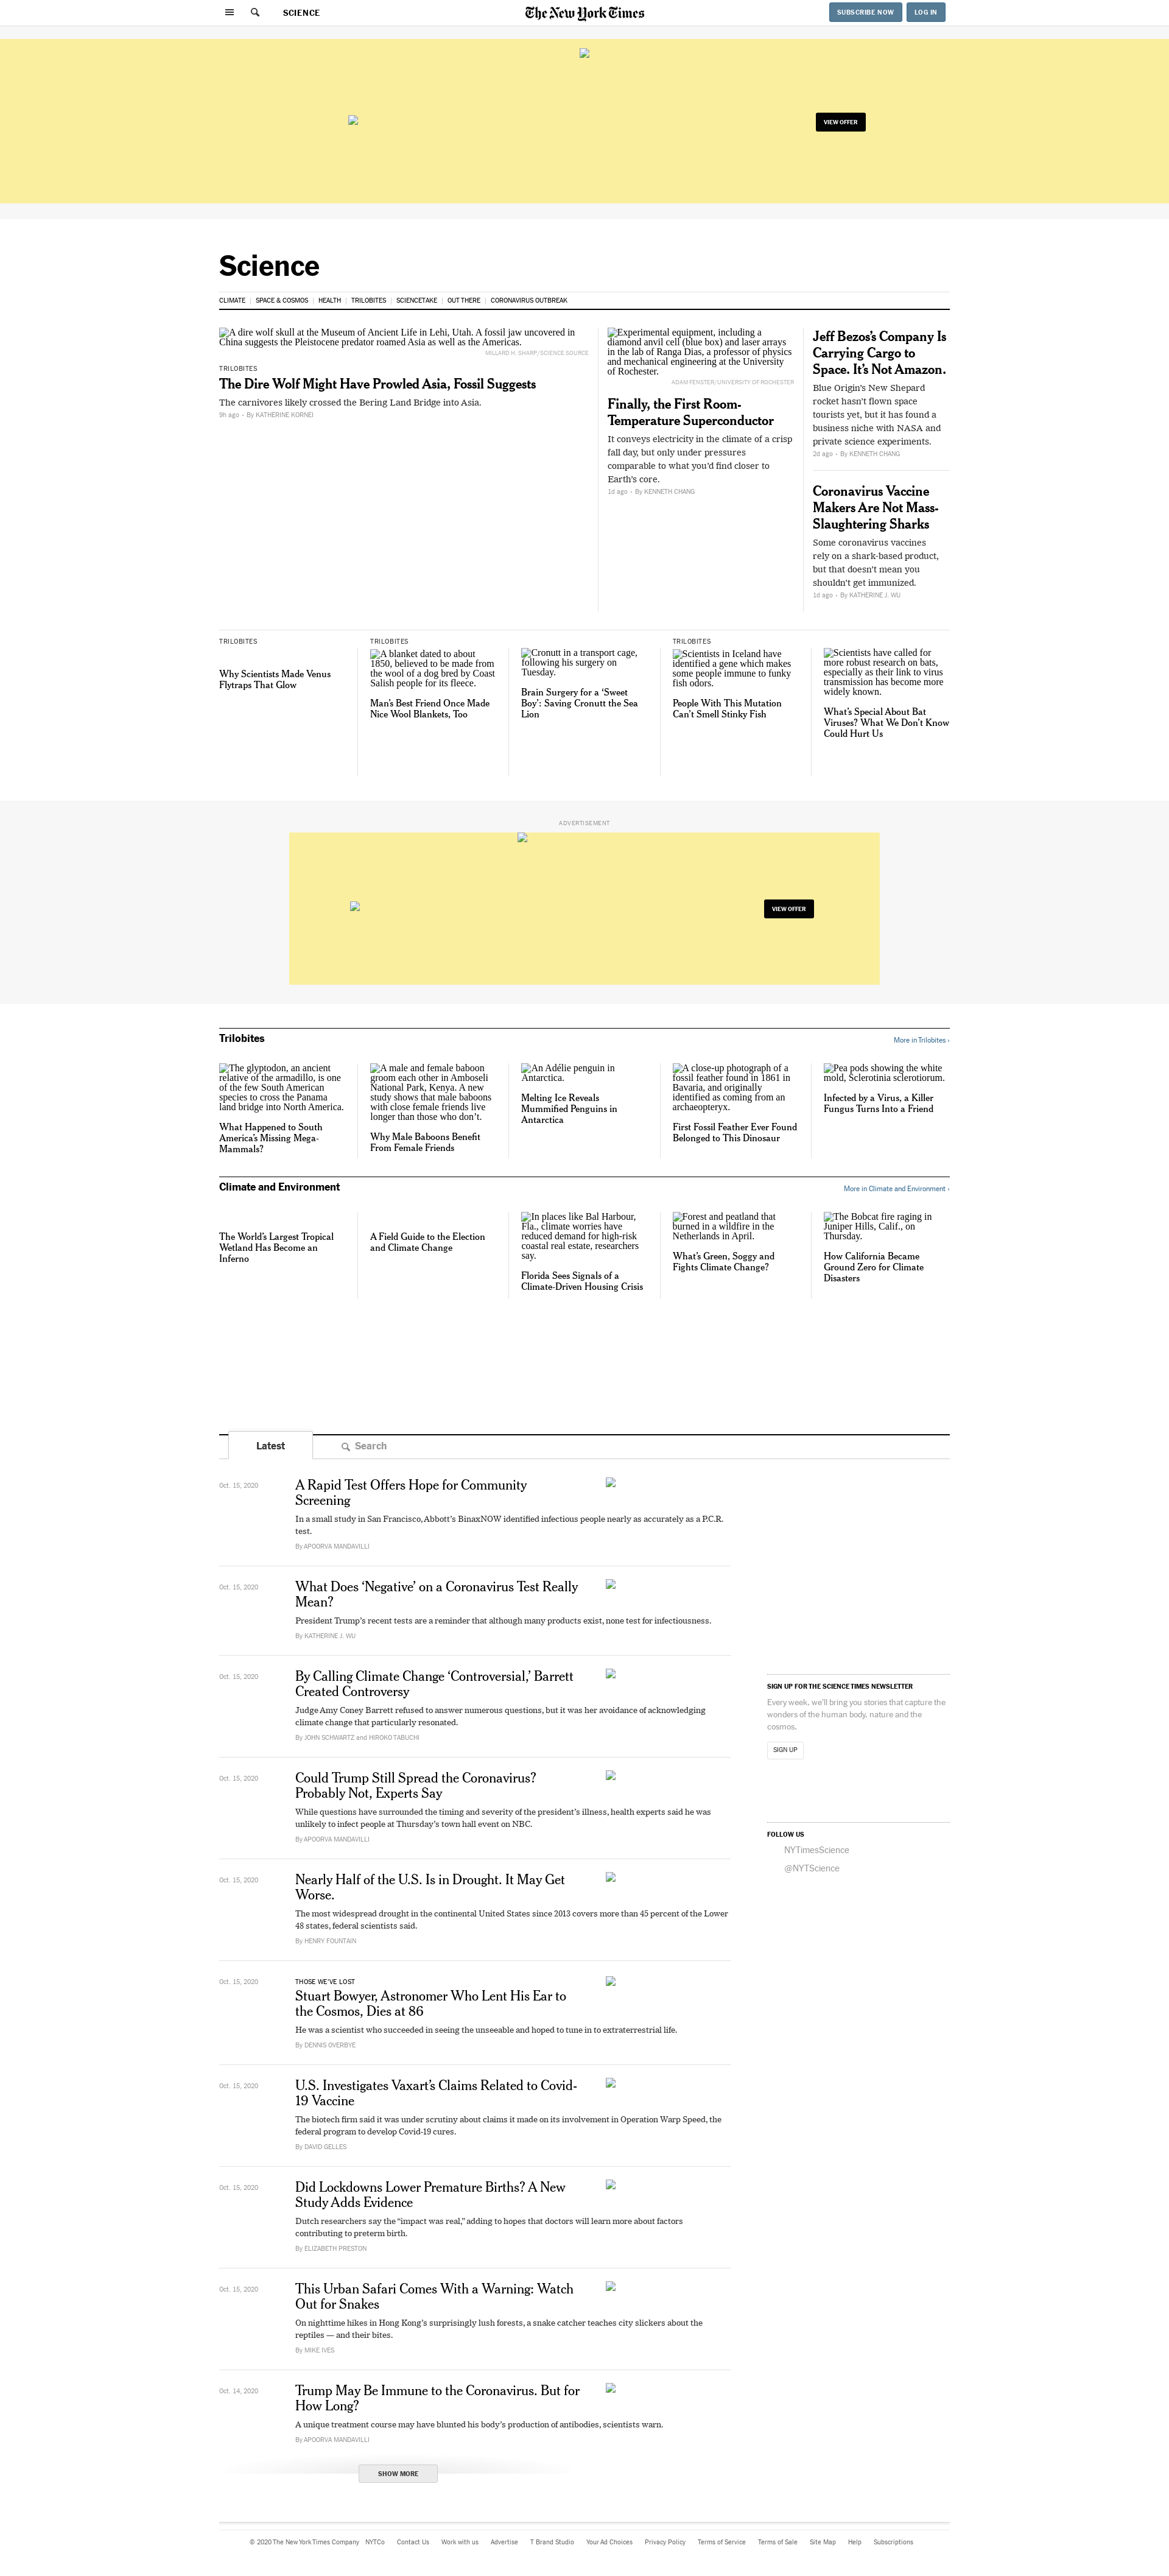 SCIENCE
The New York Times
SUBSCRIBE NOW
LOG IN
VIEW OFFER
Science
CLIMATE
SPACE & COSMOS
HEALTH
TRILOBITES
SCIENCETAKE
OUT THERE
CORONAVIRUS OUTBREAK
A dire wolf skull at the Museum of Ancient Life in Lehi, Utah. A fossil jaw uncovered in
China suggests the Pleistocene predator roamed Asia as well as the Americas.
MILLARD H. SHARP/SCIENCE SOURCE
TRILOBITES
The Dire Wolf Might Have Prowled Asia, Fossil Suggests
The carnivores likely crossed the Bering Land Bridge into Asia.
9h ago • By KATHERINE KORNEI
Experimental equipment, including a
diamond anvil cell (blue box) and laser arrays
in the lab of Ranga Dias, a professor of physics
and mechanical engineering at the University
of Rochester.
ADAM FENSTER/UNIVERSITY OF ROCHESTER
Finally, the First Room-
Temperature Superconductor
It conveys electricity in the climate of a crisp
fall day, but only under pressures
comparable to what you’d find closer to
Earth’s core.
1d ago • By KENNETH CHANG
Jeff Bezos’s Company Is
Carrying Cargo to
Space. It’s Not Amazon.
Blue Origin’s New Shepard
rocket hasn’t flown space
tourists yet, but it has found a
business niche with NASA and
private science experiments.
2d ago • By KENNETH CHANG
Coronavirus Vaccine
Makers Are Not Mass-
Slaughtering Sharks
Some coronavirus vaccines
rely on a shark-based product,
but that doesn’t mean you
shouldn’t get immunized.
1d ago • By KATHERINE J. WU
TRILOBITES
Why Scientists Made Venus
Flytraps That Glow
TRILOBITES
A blanket dated to about
1850, believed to be made from
the wool of a dog bred by Coast
Salish people for its fleece.
Man’s Best Friend Once Made
Nice Wool Blankets, Too
Cronutt in a transport cage,
following his surgery on
Tuesday.
Brain Surgery for a ‘Sweet
Boy’: Saving Cronutt the Sea
Lion
TRILOBITES
Scientists in Iceland have
identified a gene which makes
some people immune to funky
fish odors.
People With This Mutation
Can’t Smell Stinky Fish
Scientists have called for
more robust research on bats,
especially as their link to virus
transmission has become more
widely known.
What’s Special About Bat
Viruses? What We Don’t Know
Could Hurt Us
ADVERTISEMENT
VIEW OFFER
Trilobites
More in Trilobites ›
The glyptodon, an ancient
relative of the armadillo, is one
of the few South American
species to cross the Panama
land bridge into North America.
What Happened to South
America’s Missing Mega-
Mammals?
A male and female baboon
groom each other in Amboseli
National Park, Kenya. A new
study shows that male baboons
with close female friends live
longer than those who don’t.
Why Male Baboons Benefit
From Female Friends
An Adélie penguin in
Antarctica.
Melting Ice Reveals
Mummified Penguins in
Antarctica
A close-up photograph of a
fossil feather found in 1861 in
Bavaria, and originally
identified as coming from an
archaeopteryx.
First Fossil Feather Ever Found
Belonged to This Dinosaur
Pea pods showing the white
mold, Sclerotinia sclerotiorum.
Infected by a Virus, a Killer
Fungus Turns Into a Friend
Climate and Environment
More in Climate and Environment ›
The World’s Largest Tropical
Wetland Has Become an
Inferno
A Field Guide to the Election
and Climate Change
In places like Bal Harbour,
Fla., climate worries have
reduced demand for high-risk
coastal real estate, researchers
say.
Florida Sees Signals of a
Climate-Driven Housing Crisis
Forest and peatland that
burned in a wildfire in the
Netherlands in April.
What’s Green, Soggy and
Fights Climate Change?
The Bobcat fire raging in
Juniper Hills, Calif., on
Thursday.
How California Became
Ground Zero for Climate
Disasters
Latest
Search
Oct. 15, 2020
A Rapid Test Offers Hope for Community
Screening
In a small study in San Francisco, Abbott’s BinaxNOW identified infectious people nearly as accurately as a P.C.R.
test.
By APOORVA MANDAVILLI
Oct. 15, 2020
What Does ‘Negative’ on a Coronavirus Test Really
Mean?
President Trump’s recent tests are a reminder that although many products exist, none test for infectiousness.
By KATHERINE J. WU
Oct. 15, 2020
By Calling Climate Change ‘Controversial,’ Barrett
Created Controversy
Judge Amy Coney Barrett refused to answer numerous questions, but it was her avoidance of acknowledging
climate change that particularly resonated.
By JOHN SCHWARTZ and HIROKO TABUCHI
Oct. 15, 2020
Could Trump Still Spread the Coronavirus?
Probably Not, Experts Say
While questions have surrounded the timing and severity of the president’s illness, health experts said he was
unlikely to infect people at Thursday’s town hall event on NBC.
By APOORVA MANDAVILLI
Oct. 15, 2020
Nearly Half of the U.S. Is in Drought. It May Get
Worse.
The most widespread drought in the continental United States since 2013 covers more than 45 percent of the Lower
48 states, federal scientists said.
By HENRY FOUNTAIN
Oct. 15, 2020
THOSE WE’VE LOST
Stuart Bowyer, Astronomer Who Lent His Ear to
the Cosmos, Dies at 86
He was a scientist who succeeded in seeing the unseeable and hoped to tune in to extraterrestrial life.
By DENNIS OVERBYE
Oct. 15, 2020
U.S. Investigates Vaxart’s Claims Related to Covid-
19 Vaccine
The biotech firm said it was under scrutiny about claims it made on its involvement in Operation Warp Speed, the
federal program to develop Covid-19 cures.
By DAVID GELLES
Oct. 15, 2020
Did Lockdowns Lower Premature Births? A New
Study Adds Evidence
Dutch researchers say the “impact was real,” adding to hopes that doctors will learn more about factors
contributing to preterm birth.
By ELIZABETH PRESTON
Oct. 15, 2020
This Urban Safari Comes With a Warning: Watch
Out for Snakes
On nighttime hikes in Hong Kong’s surprisingly lush forests, a snake catcher teaches city slickers about the
reptiles — and their bites.
By MIKE IVES
Oct. 14, 2020
Trump May Be Immune to the Coronavirus. But for
How Long?
A unique treatment course may have blunted his body’s production of antibodies, scientists warn.
By APOORVA MANDAVILLI
SHOW MORE
SIGN UP FOR THE SCIENCE TIMES NEWSLETTER
Every week, we’ll bring you stories that capture the
wonders of the human body, nature and the
cosmos.
SIGN UP
FOLLOW US
NYTimesScience
@NYTScience
© 2020 The New York Times Company
NYTCo
Contact Us
Work with us
Advertise
T Brand Studio
Your Ad Choices
Privacy Policy
Terms of Service
Terms of Sale
Site Map
Help
Subscriptions